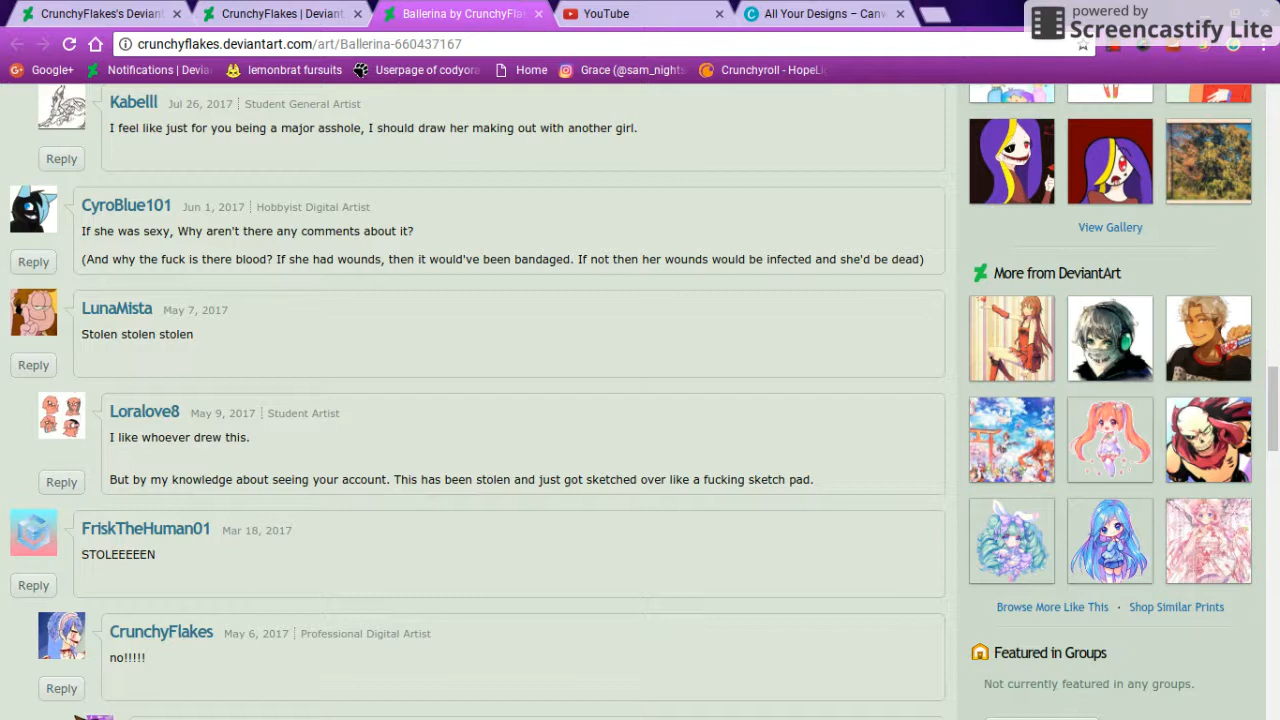 CrunchyFlakes's Deviant
CrunchyFlakes | Deviant
Ballerina by CrunchyFla
YouTube
All Your Designs – Canv
powered by
Screencastify Lite
crunchyflakes.deviantart.com/art/Ballerina-660437167
Google+
Notifications | Devia
lemonbrat fursuits
Userpage of codyora
Home
Grace (@sam_nights
Crunchyroll - HopeLi
Kabelll Jul 26, 2017 Student General Artist
I feel like just for you being a major asshole, I should draw her making out with another girl.
Reply
CyroBlue101 Jun 1, 2017 Hobbyist Digital Artist
If she was sexy, Why aren't there any comments about it?
(And why the fuck is there blood? If she had wounds, then it would've been bandaged. If not then her wounds would be infected and she'd be dead)
Reply
LunaMista May 7, 2017
Stolen stolen stolen
Reply
Loralove8 May 9, 2017 Student Artist
I like whoever drew this.
But by my knowledge about seeing your account. This has been stolen and just got sketched over like a fucking sketch pad.
Reply
FriskTheHuman01 Mar 18, 2017
STOLEEEEEN
Reply
CrunchyFlakes May 6, 2017 Professional Digital Artist
no!!!!!
Reply
View Gallery
More from DeviantArt
Browse More Like This · Shop Similar Prints
Featured in Groups
Not currently featured in any groups.